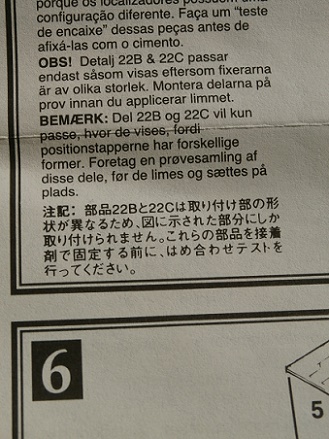 porque os localizadores possuem uma
configuração diferente. Faça um "teste
de encaixe" dessas peças antes de
afixá-las com o cimento.
OBS! Detalj 22B & 22C passar
endast såsom visas eftersom fixerarna
är av olika storlek. Montera delarna på
prov innan du applicerar limmet.
BEMÆRK: Del 22B og 22C vil kun
passe, hvor de vises, fordi
positionstapperne har forskellige
former. Foretag en prøvesamling af
disse dele, før de limes og sættes på
plads.
注記：部品22Bと22Cは取り付け部の形
状が異なるため、図に示された部分にしか
取り付けられません。これらの部品を接着
剤で固定する前に、はめ合わせテストを
行ってください。
6
5